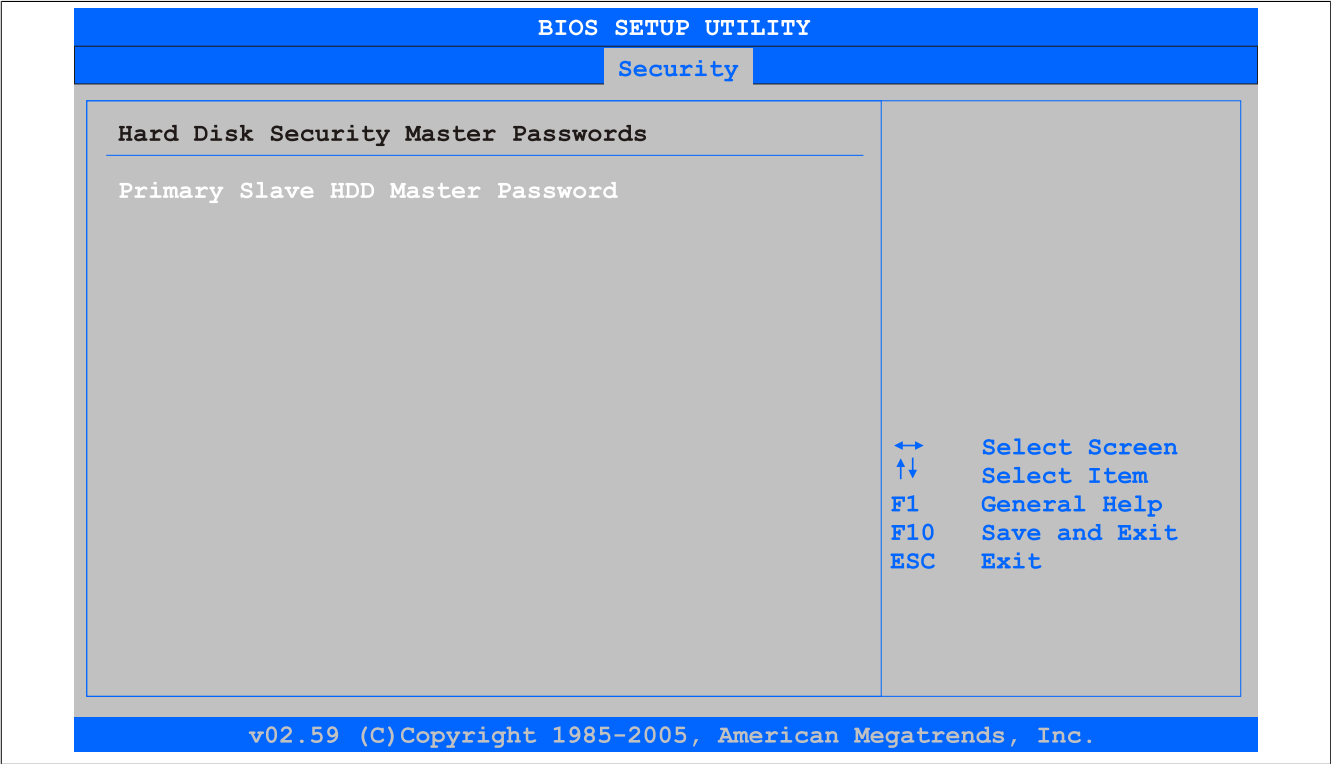 BIOS SETUP UTILITY
Security
Hard Disk Security Master Passwords
Primary Slave HDD Master Password
↔ Select Screen
↑↓ Select Item
F1 General Help
F10 Save and Exit
ESC Exit
v02.59 (C)Copyright 1985-2005, American Megatrends, Inc.